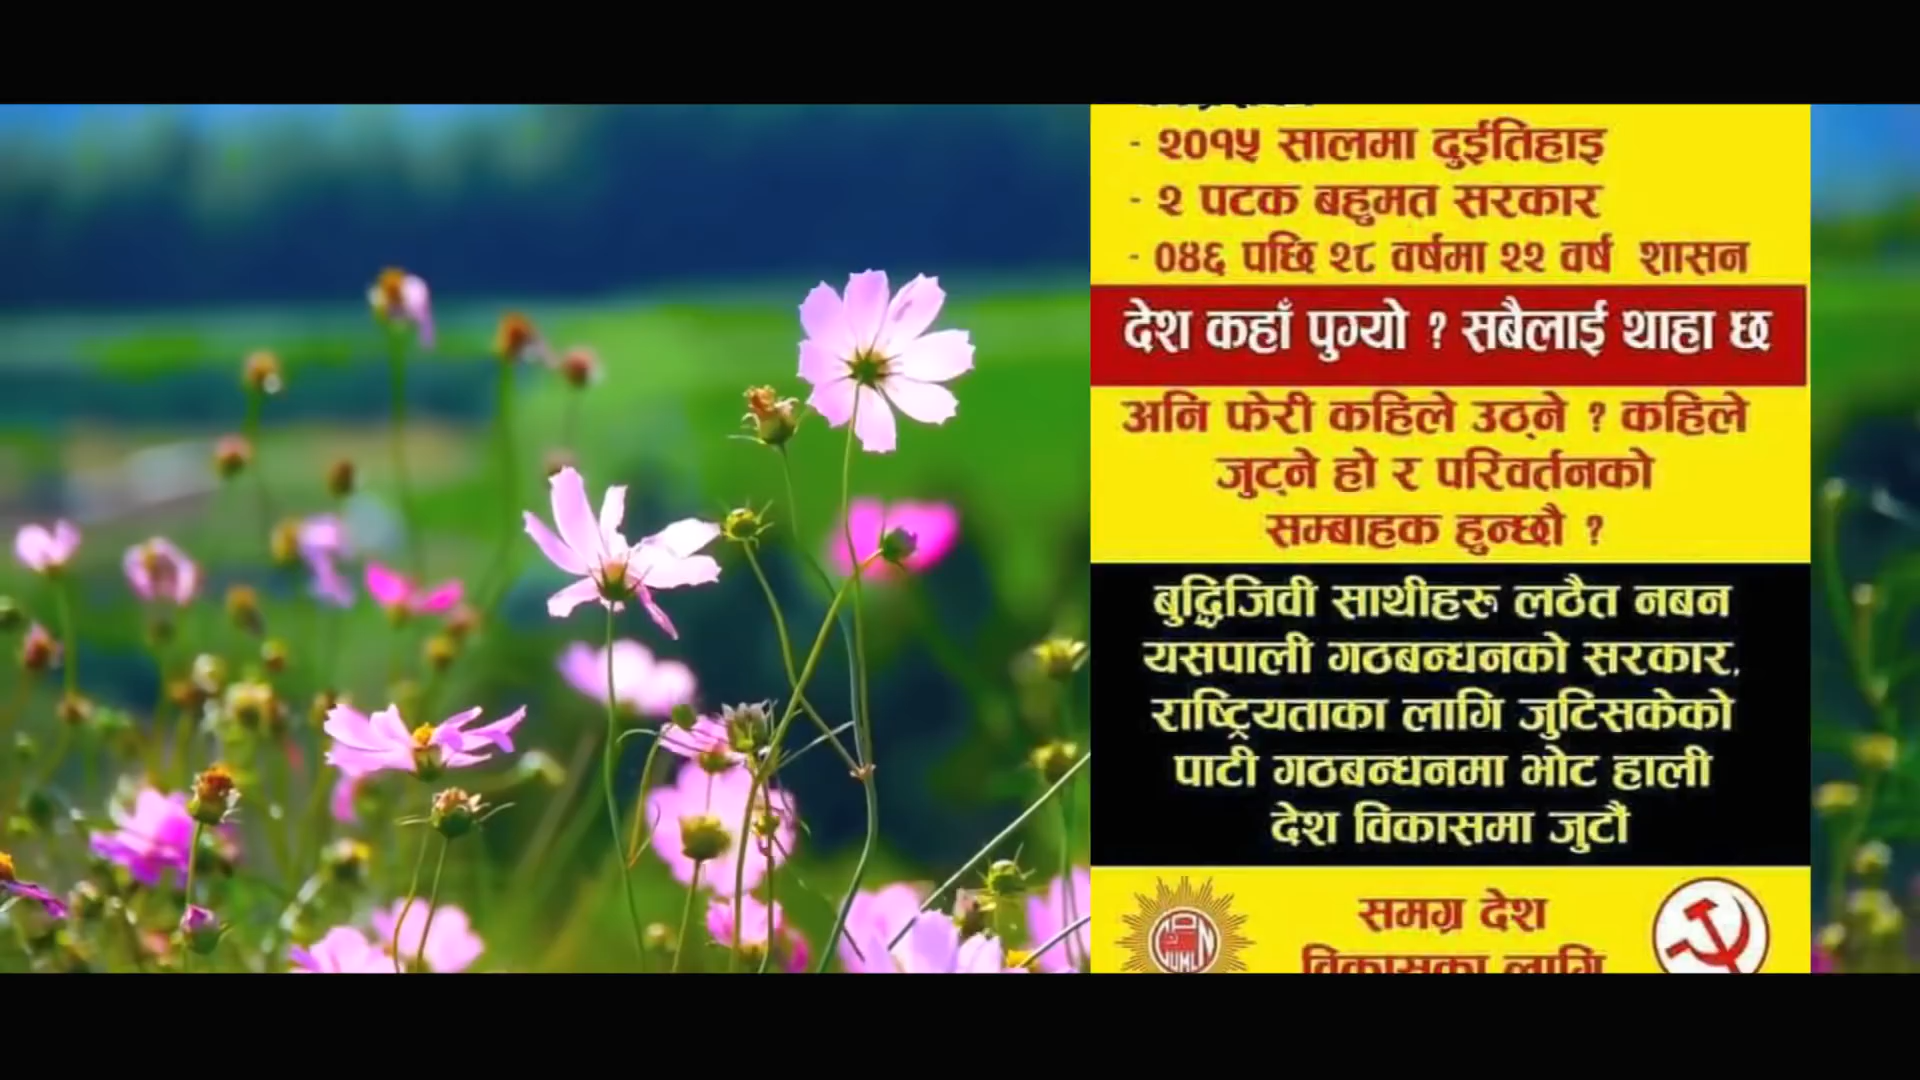 - २०१५ सालमा दुईतिहाइ
- २ पटक बहुमत सरकार
- ०४६ पछि २८ वर्षमा २२ वर्ष शासन
देश कहाँ पुग्यो ? सबैलाई थाहा छ
अनि फेरी कहिले उठ्ने ? कहिले
जुट्ने हो र परिवर्तनको
सम्बाहक हुन्छौ ?
बुद्धिजिवी साथीहरू लठैत नबन
यसपाली गठबन्धनको सरकार,
राष्ट्रियताका लागि जुटिसकेको
पाटी गठबन्धनमा भोट हाली
देश विकासमा जुटौं
समग्र देश
विकासका लागि
UML